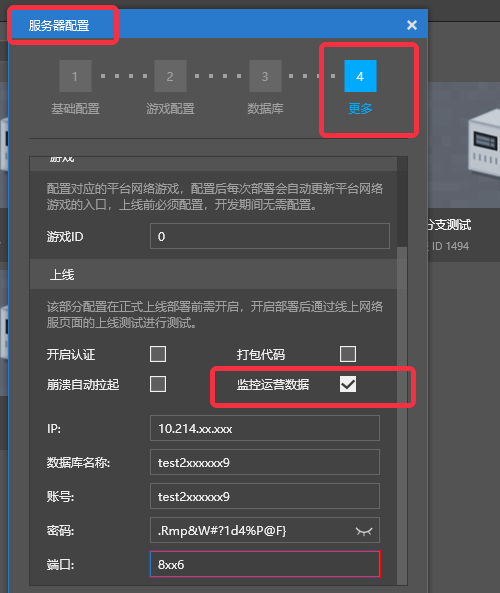 服务器配置
1
2
3
4
基础配置
游戏配置
数据库
更多
游戏
配置对应的平台网络游戏，配置后每次部署会自动更新平台网络
游戏的入口，上线前必须配置，开发期间无需配置。
游戏ID
0
上线
该部分配置在正式上线部署前需开启，开启部署后通过线上网络
服页面的上线测试进行测试。
开启认证
打包代码
崩溃自动拉起
监控运营数据
IP:
10.214.xx.xxx
数据库名称:
test2xxxxxx9
账号:
test2xxxxxx9
密码:
.Rmp&W#?1d4%P@F}
端口:
8xx6
分支测试
ID 1494